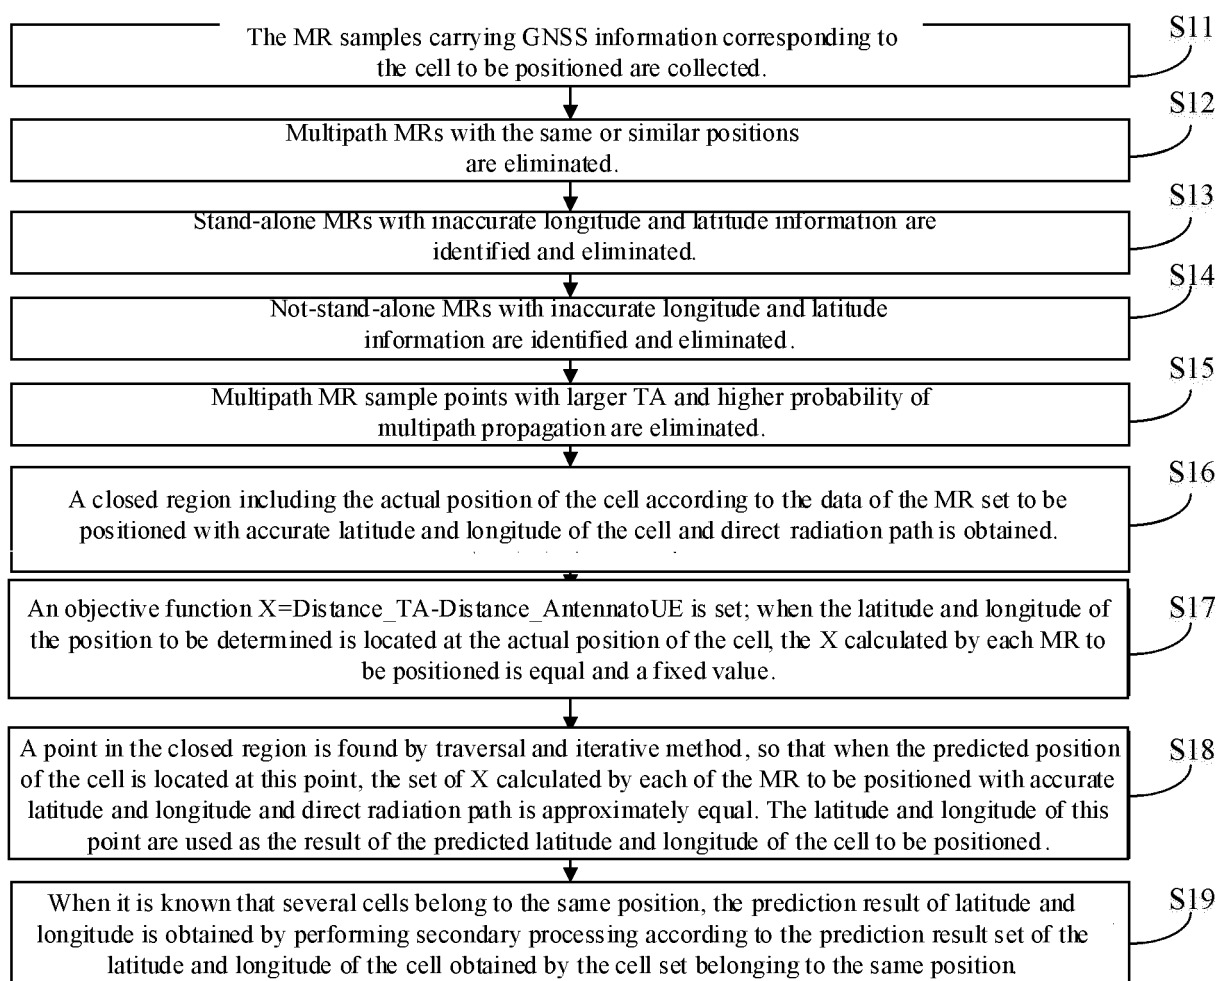 The MR samples carrying GNSS information corresponding to
the cell to be positioned are collected.
S11
Multipath MRs with the same or similar positions
are eliminated.
S12
Stand-alone MRs with inaccurate longitude and latitude information are
identified and eliminated.
S13
Not-stand-alone MRs with inaccurate longitude and latitude
information are identified and eliminated.
S14
Multipath MR sample points with larger TA and higher probability of
multipath propagation are eliminated.
S15
A closed region including the actual position of the cell according to the data of the MR set to be
positioned with accurate latitude and longitude of the cell and direct radiation path is obtained.
S16
An objective function X=Distance_TA-Distance_AntennatoUE is set; when the latitude and longitude of
the position to be determined is located at the actual position of the cell, the X calculated by each MR to
be positioned is equal and a fixed value.
S17
A point in the closed region is found by traversal and iterative method, so that when the predicted position
of the cell is located at this point, the set of X calculated by each of the MR to be positioned with accurate
latitude and longitude and direct radiation path is approximately equal. The latitude and longitude of this
point are used as the result of the predicted latitude and longitude of the cell to be positioned.
S18
When it is known that several cells belong to the same position, the prediction result of latitude and
longitude is obtained by performing secondary processing according to the prediction result set of the
latitude and longitude of the cell obtained by the cell set belonging to the same position.
S19